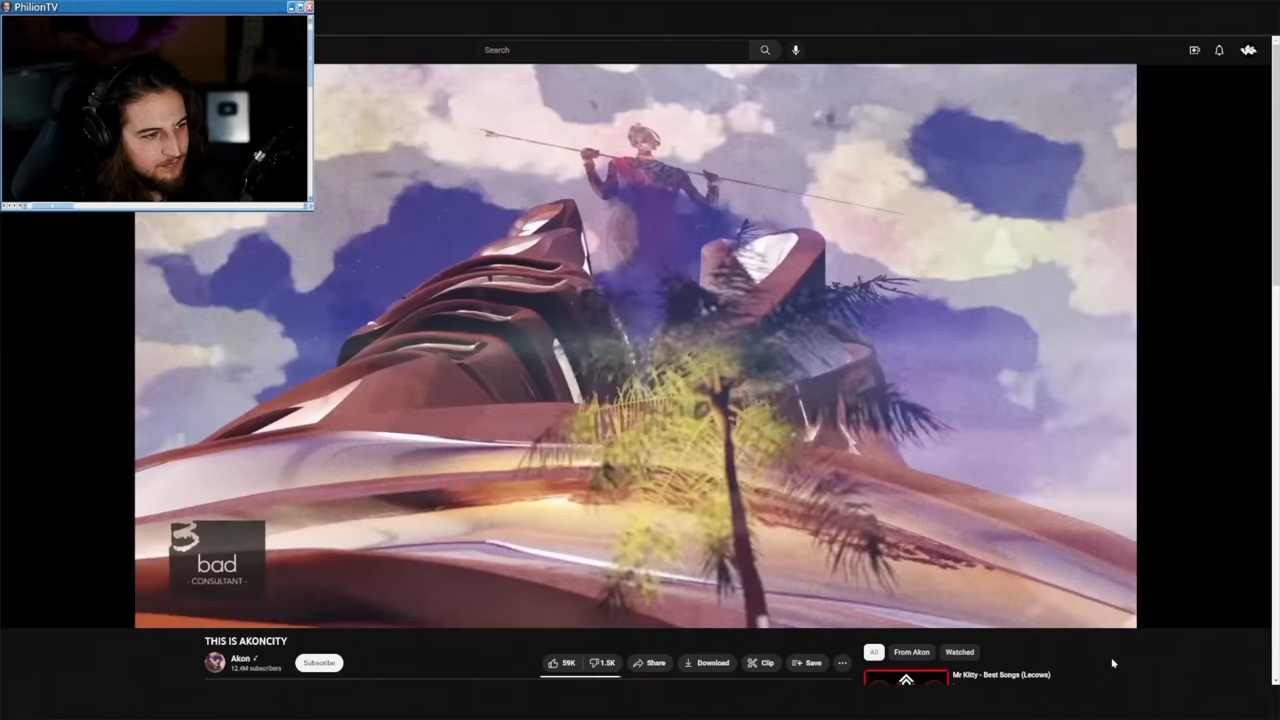 PhilionTV
Search
bad
- CONSULTANT -
THIS IS AKONCITY
Akon
12.4M subscribers
Subscribe
59K
1.5K
Share
Download
Clip
Save
All
From Akon
Watched
Mr Kitty - Best Songs (Lecows)